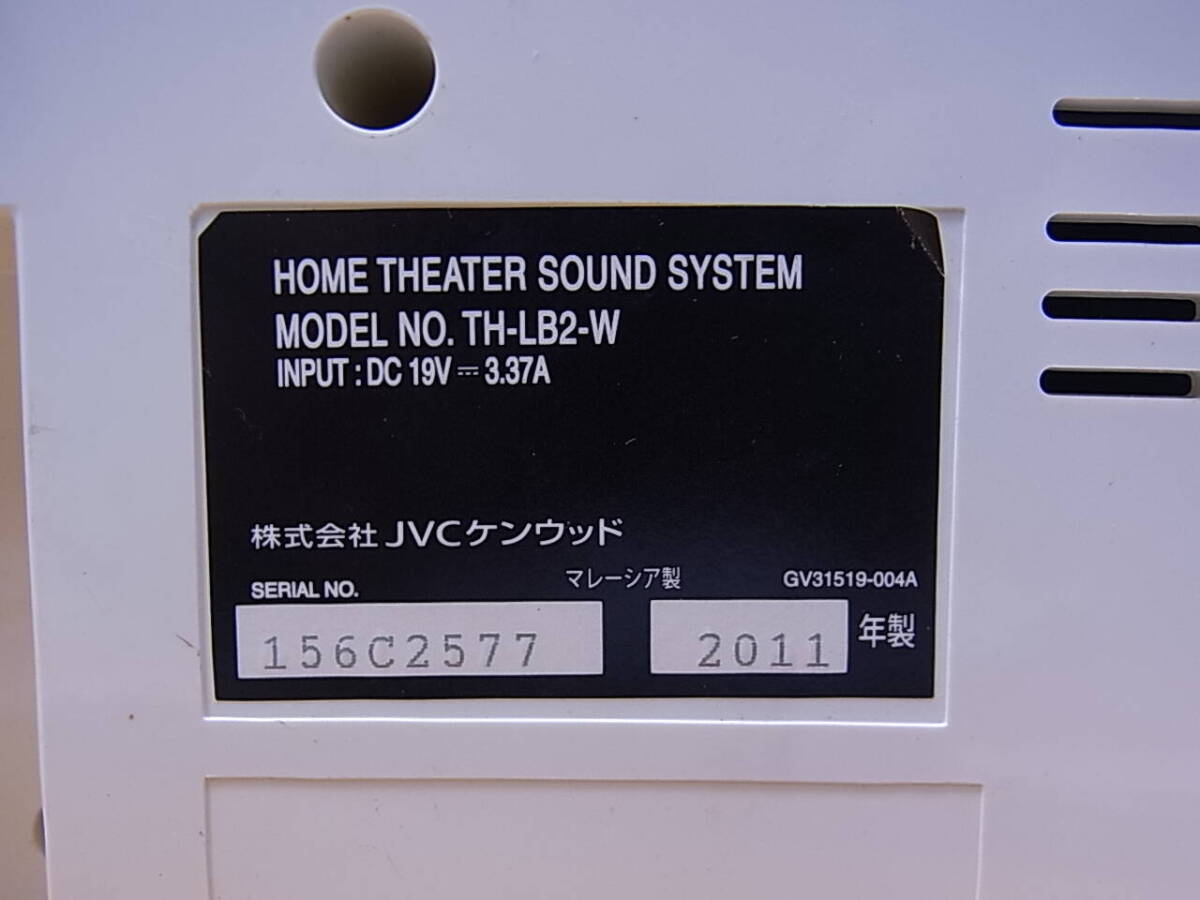 HOME THEATER SOUND SYSTEM
MODEL NO. TH-LB2-W
INPUT : DC 19V ⎓ 3.37A
株式会社 JVCケンウッド
SERIAL NO. マレーシア製 GV31519-004A
156C2577 2011 年製